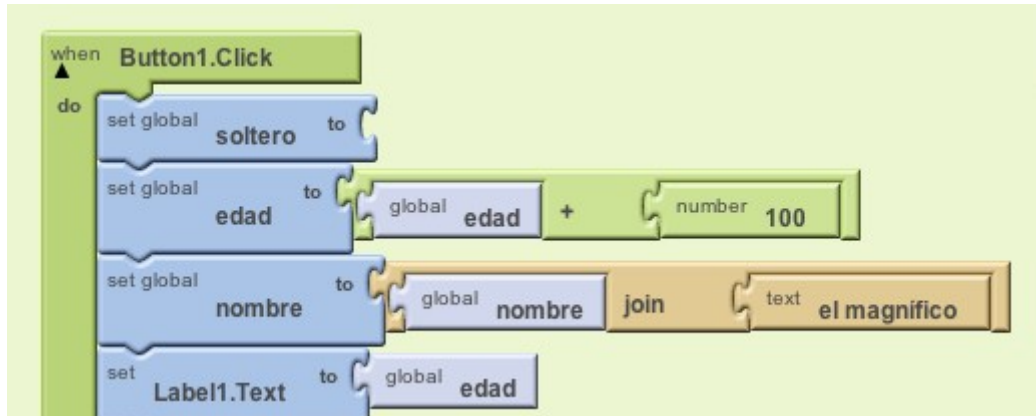 when Button1.Click
do
set global soltero to
set global edad to global edad + number 100
set global nombre to global nombre join text el magnífico
set Label1.Text to global edad